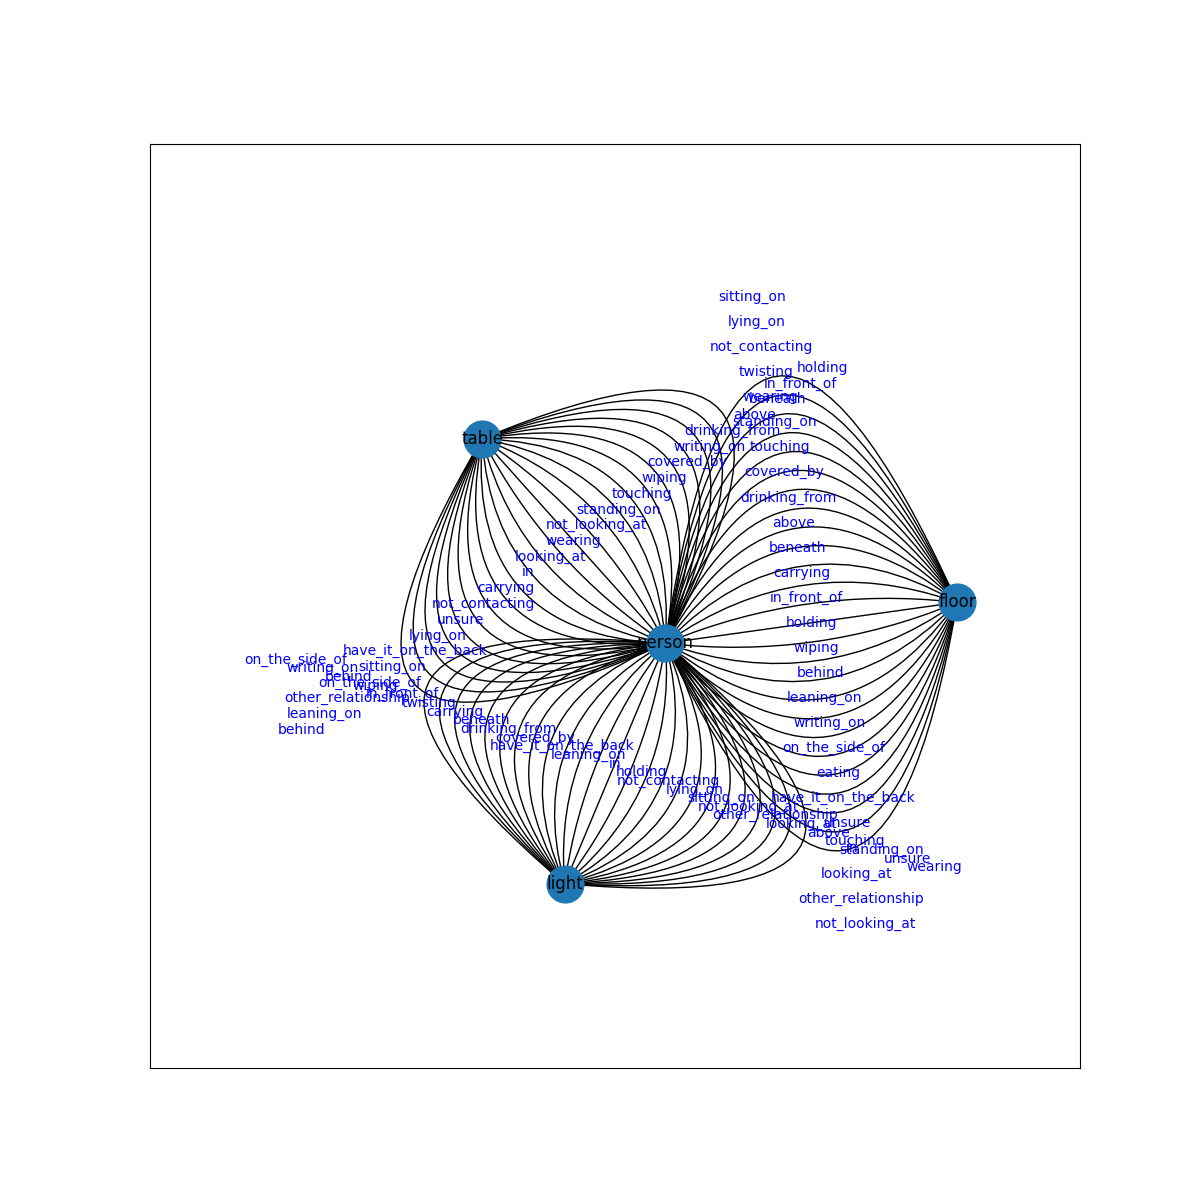 sitting_on
lying_on
not_contacting
twisting
holding
in_front_of
wearing
beneath
above
standing_on
drinking_from
writing_on
touching
covered_by
covered_by
wiping
touching
drinking_from
standing_on
not_looking_at
above
wearing
beneath
looking_at
in
carrying
carrying
not_contacting
in_front_of
unsure
holding
lying_on
have_it_on_the_back
wiping
on_the_side_of
writing_on
sitting_on
behind
behind
on_the_side_of
wiping
in_front_of
other_relationship
leaning_on
twisting
leaning_on
carrying
beneath
writing_on
behind
drinking_from
covered_by
have_it_on_the_back
on_the_side_of
leaning_on
in
holding
eating
not_contacting
lying_on
sitting_on
have_it_on_the_back
not_looking_at
other_relationship
looking_at
unsure
above
touching
in
standing_on
unsure
wearing
looking_at
other_relationship
not_looking_at
table
person
floor
light